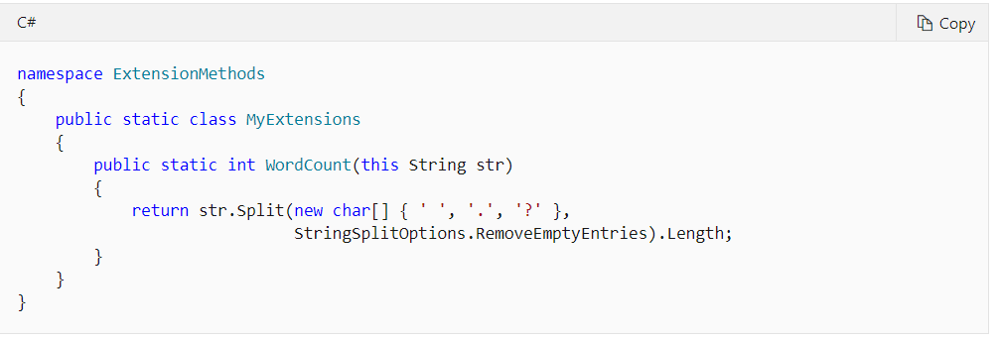 C#
Copy
namespace ExtensionMethods
{
    public static class MyExtensions
    {
        public static int WordCount(this String str)
        {
            return str.Split(new char[] { ' ', '.', '?' },
                             StringSplitOptions.RemoveEmptyEntries).Length;
        }
    }
}